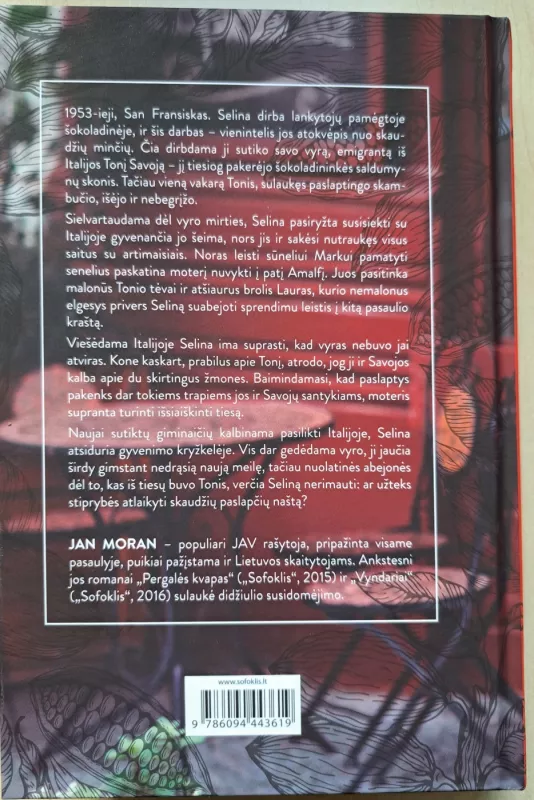 1953-ieji, San Fransiskas. Selina dirba lankytojų pamėgtoje
šokoladinėje, ir šis darbas – vienintelis jos atokvėpis nuo skau-
džių minčių. Čia dirbdama ji sutiko savo vyrą, emigrantą iš
Italijos Tonį Savoją – jį tiesiog pakerėjo šokoladininkės saldumy-
nų skonis. Tačiau vieną vakarą Tonis, sulaukęs paslaptingo skam-
bučio, išėjo ir nebegrįžo.
Sielvartaudama dėl vyro mirties, Selina pasiryžta susisiekti su
Italijoje gyvenančia jo šeima, nors jis ir sakėsi nutraukęs visus
saitus su artimaisiais. Noras leisti sūneliui Markui pamatyti
senelius paskatina moterį nuvykti į patį Amalfį. Juos pasitinka
malonūs Tonio tėvai ir atšiaurus brolis Lauras, kurio nemalonus
elgesys privers Seliną suabejoti sprendimu leistis į kitą pasaulio
kraštą.
Viešėdama Italijoje Selina ima suprasti, kad vyras nebuvo jai
atviras. Kone kaskart, prabilus apie Tonį, atrodo, jog ji ir Savojos
kalba apie du skirtingus žmones. Baimindamasi, kad paslaptys
pakenks dar tokiems trapiems jos ir Savojų santykiams, moteris
supranta turinti išsiaiškinti tiesą.
Naujai sutiktų giminaičių kalbinama pasilikti Italijoje, Selina
atsiduria gyvenimo kryžkelėje. Vis dar gedėdama vyro, ji jaučia
širdy gimstant nedrąsią naują meilę, tačiau nuolatinės abejonės
dėl to, kas iš tiesų buvo Tonis, verčia Seliną nerimauti: ar užteks
stiprybės atlaikyti skaudžių paslapčių naštą?
JAN MORAN – populiari JAV rašytoja, pripažinta visame
pasaulyje, puikiai pažįstama ir Lietuvos skaitytojams. Ankstesni
jos romanai „Pergalės kvapas“ („Sofoklis“, 2015) ir „Vyndariai“
(„Sofoklis“, 2016) sulaukė didžiulio susidomėjimo.
www.sofoklis.lt
9 786094 443619